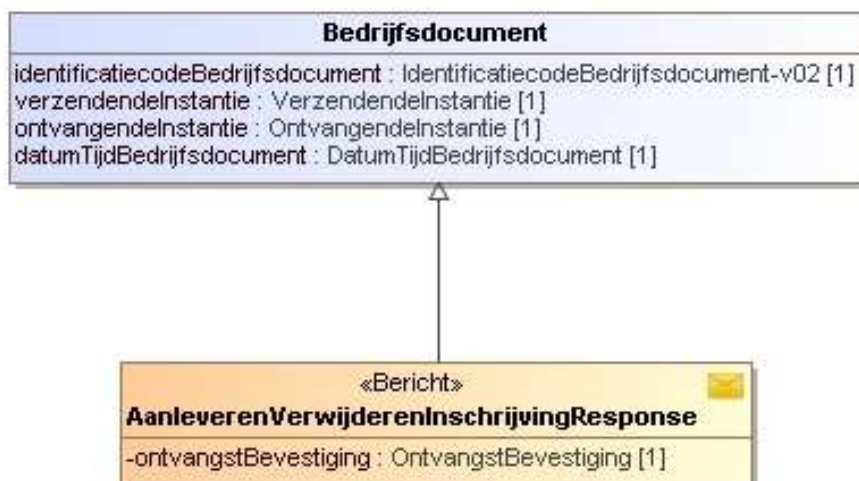 Bedrijfsdocument
identificatiecodeBedrijfsdocument : IdentificatiecodeBedrijfsdocument-v02 [1]
verzendendeInstantie : VerzendendeInstantie [1]
ontvangendeInstantie : OntvangendeInstantie [1]
datumTijdBedrijfsdocument : DatumTijdBedrijfsdocument [1]
«Bericht»
AanleverenVerwijderenInschrijvingResponse
-ontvangstBevestiging : OntvangstBevestiging [1]